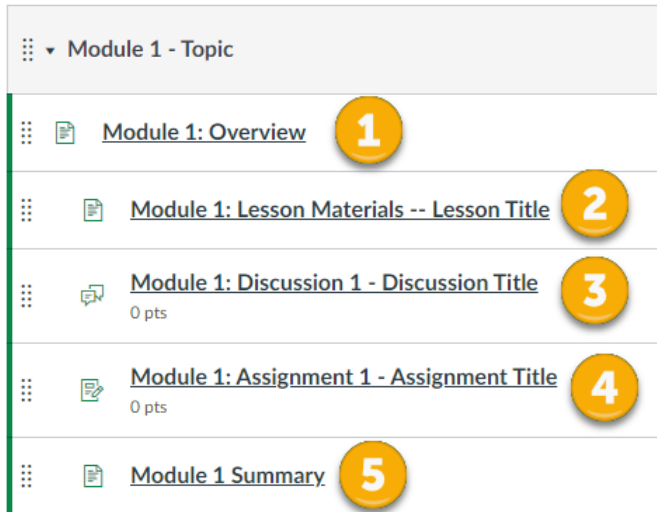 Module 1 - Topic
Module 1: Overview 1
Module 1: Lesson Materials -- Lesson Title 2
Module 1: Discussion 1 - Discussion Title 3
0 pts
Module 1: Assignment 1 - Assignment Title 4
0 pts
Module 1 Summary 5